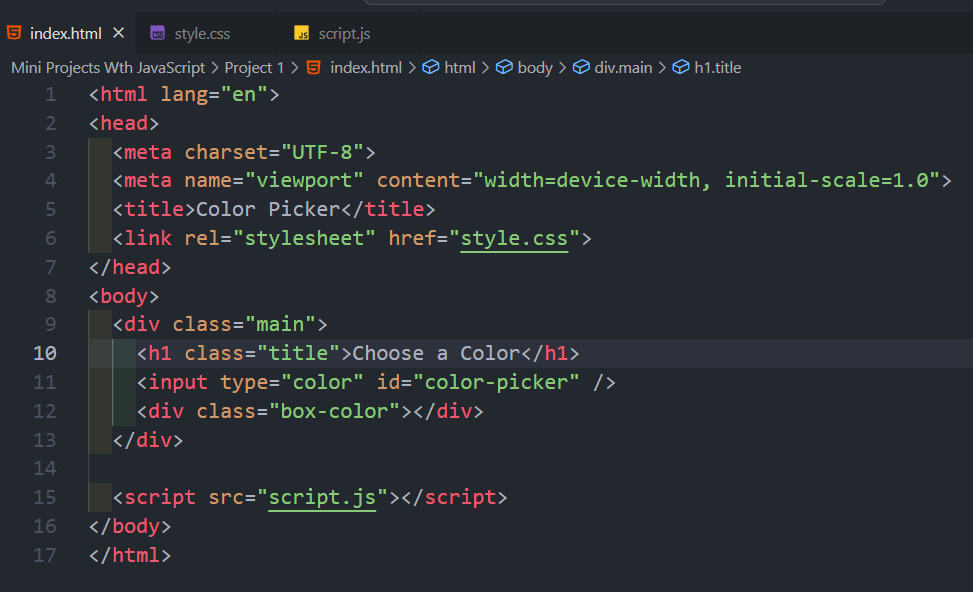 index.html × style.css JS script.js
Mini Projects Wth JavaScript > Project 1 > index.html > html > body > div.main > h1.title
1 <html lang="en">
2 <head>
3 <meta charset="UTF-8">
4 <meta name="viewport" content="width=device-width, initial-scale=1.0">
5 <title>Color Picker</title>
6 <link rel="stylesheet" href="style.css">
7 </head>
8 <body>
9 <div class="main">
10 <h1 class="title">Choose a Color</h1>
11 <input type="color" id="color-picker" />
12 <div class="box-color"></div>
13 </div>
14
15 <script src="script.js"></script>
16 </body>
17 </html>